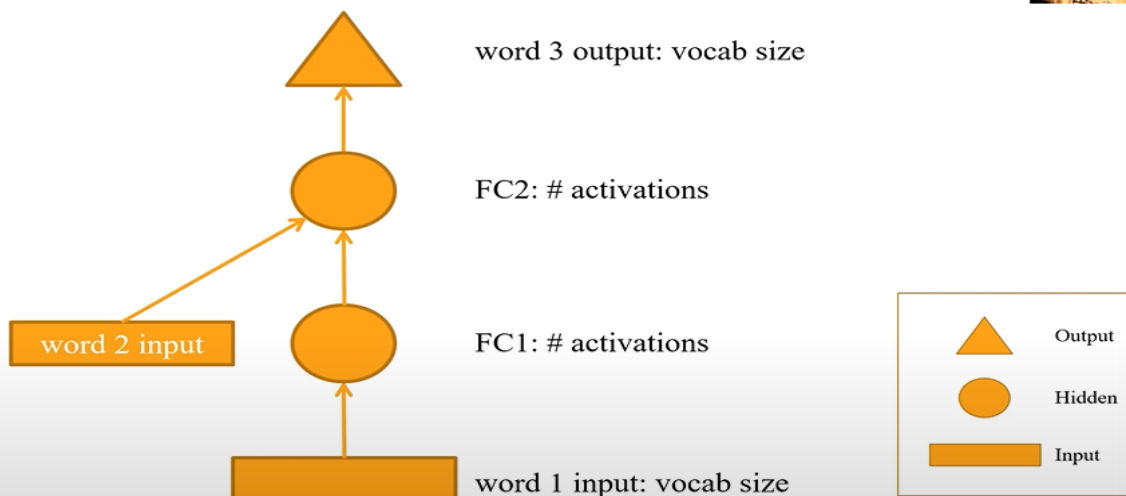 word 3 output: vocab size
FC2: # activations
word 2 input
FC1: # activations
word 1 input: vocab size
Output
Hidden
Input